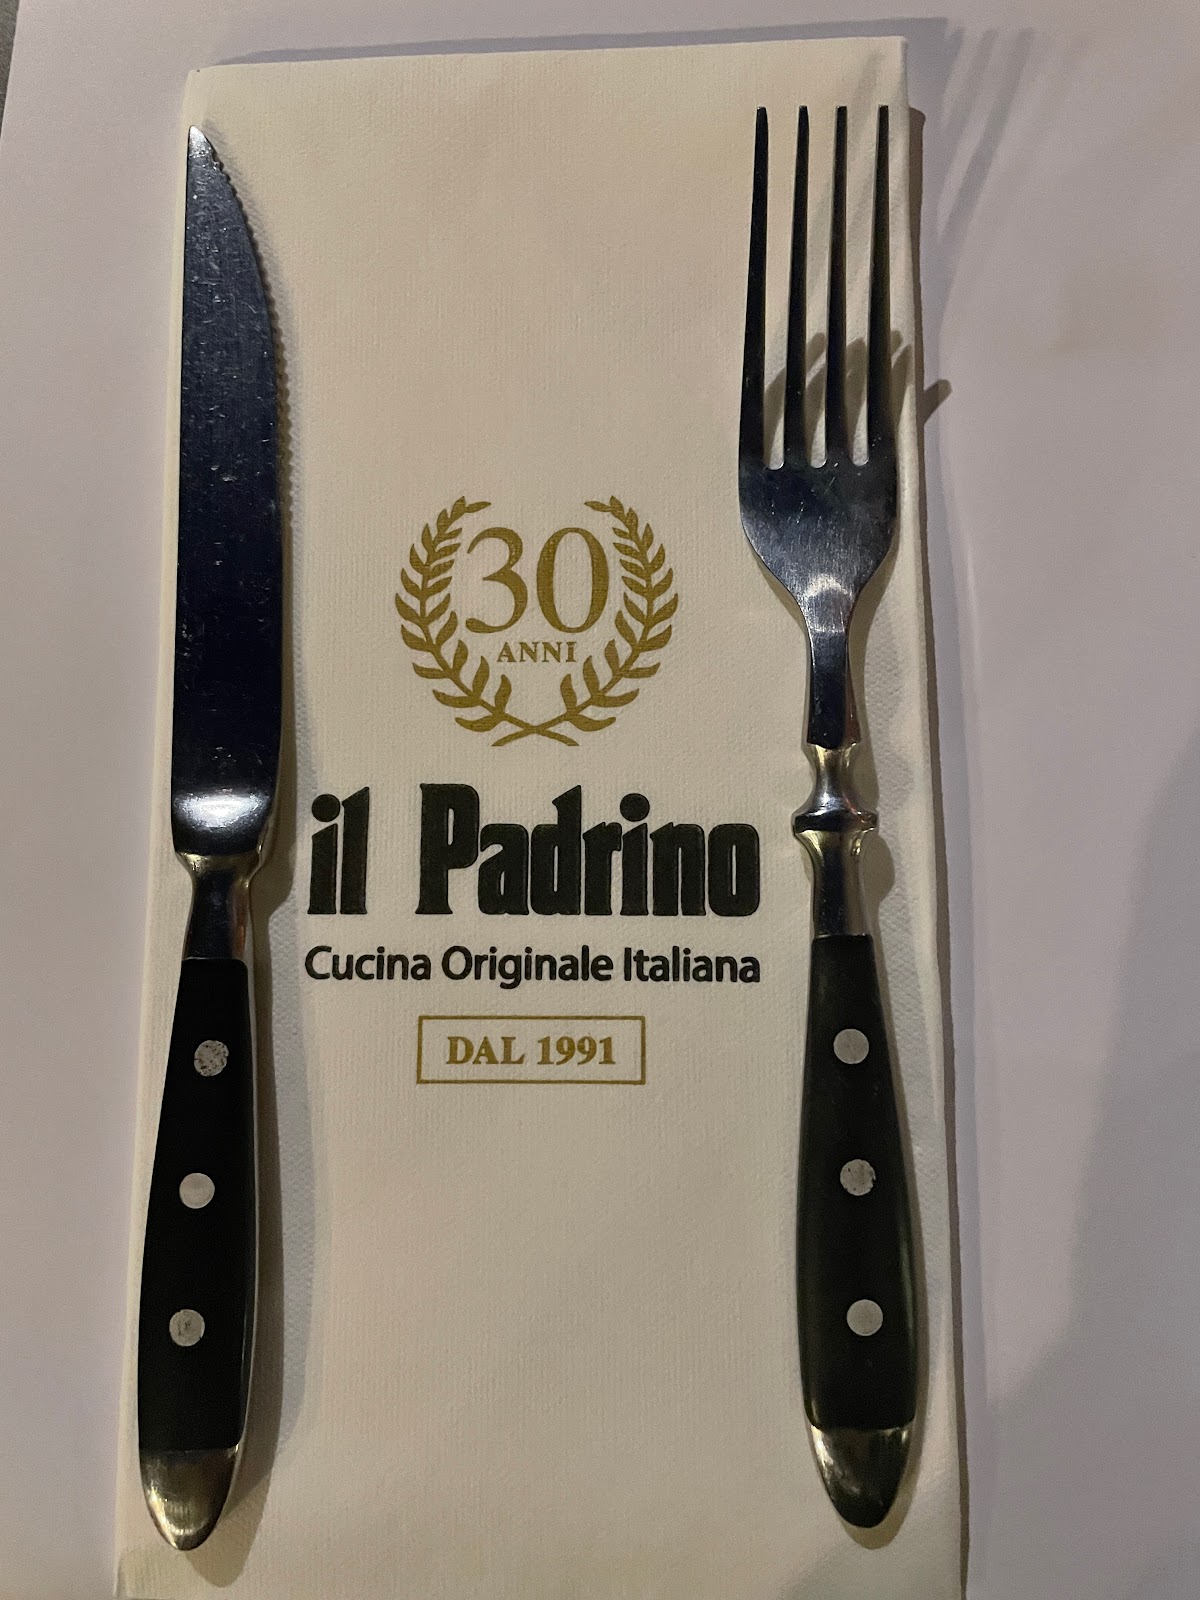 30
ANNI
il Padrino
Cucina Originale Italiana
DAL 1991